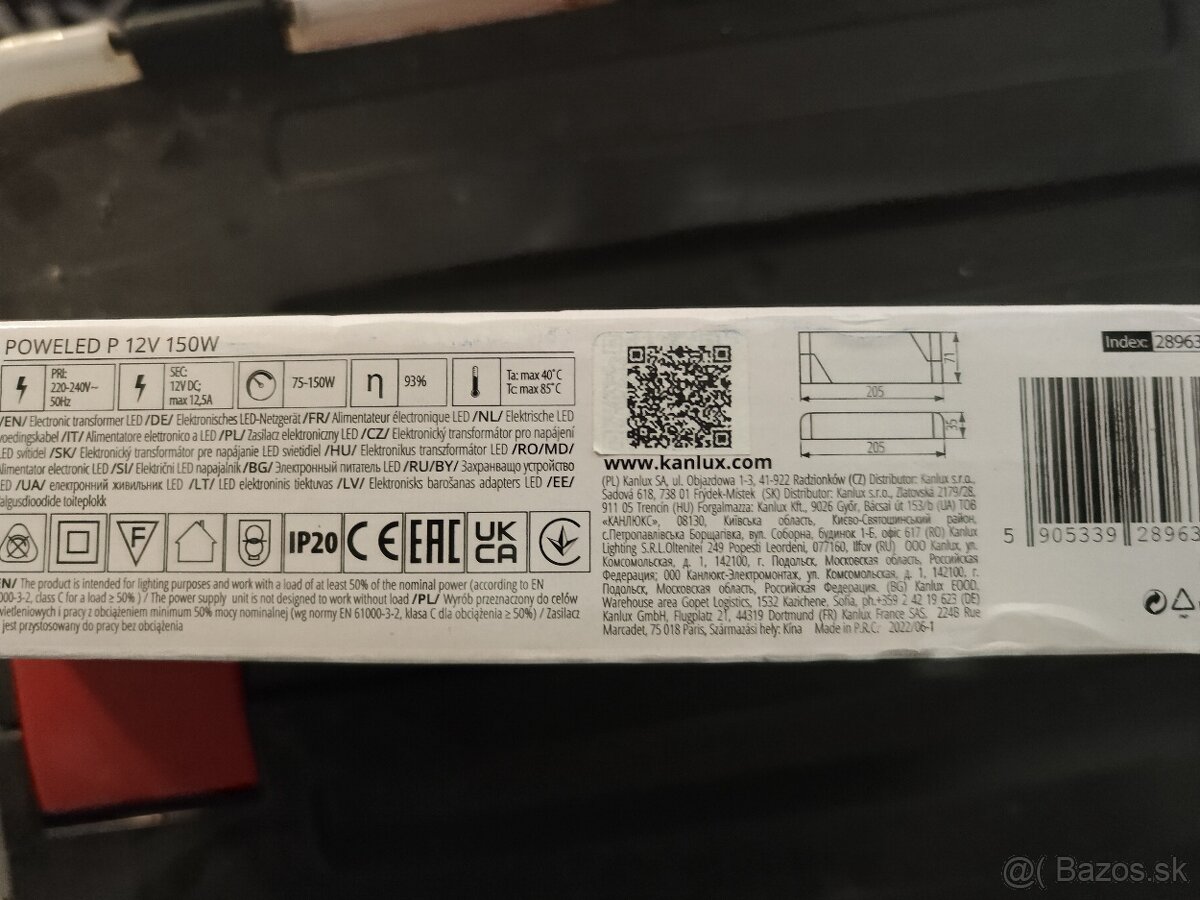 POWELED P 12V 150W
PRI:
220-240V~
50Hz
SEC:
12V DC;
max 12,5A
75-150W
η
93%
Ta: max 40°C
Tc: max 85°C
/EN/ Electronic transformer LED /DE/ Elektronisches LED-Netzgerät /FR/ Alimentateur électronique LED /NL/ Elektrische LED
voedingskabel /IT/ Alimentatore elettronico a LED /PL/ Zasilacz elektroniczny LED /CZ/ Elektronický transformátor pro napájení
LED svítidel /SK/ Elektronický transformátor pre napájanie LED svietidiel /HU/ Elektronikus transzformátor LED /RO/MD/
Alimentator electronic LED /SI/ Električni LED napajalnik /BG/ Электронный питатель LED /RU/BY/ Захранващо устройство
LED /UA/ електронний живильник LED /LT/ LED elektroninis tiektuvas /LV/ Elektronisks barošanas adapters LED /EE/
algusdioodide toiteplokk
F
IP20
CE
EAC
UK
CA
EN/ The product is intended for lighting purposes and work with a load of at least 50% of the nominal power (according to EN
000-3-2, class C for a load ≥ 50%) / The power supply unit is not designed to work without load /PL/ Wyrób przeznaczony do celów
wietleniowych i pracy z obciążeniem minimum 50% mocy nominalnej (wg normy EN 61000-3-2, klasa C dla obciążenia ≥ 50%) / Zasilacz
jest przystosowany do pracy bez obciążenia
www.kanlux.com
205
71
205
35
(PL) Kanlux SA, ul. Objazdowa 1-3, 41-922 Radzionków (CZ) Distributor: Kanlux s.r.o.,
Sadová 618, 738 01 Frýdek-Místek (SK) Distributor: Kanlux s.r.o., Zlatovská 2179/28,
911 05 Trencín (HU) Forgalmazza: Kanlux Kft., 9026 Győr, Bácsai út 153/b (UA) ТОВ
«КАНЛЮКС», 08130, Київська область, Києво-Святошинський район,
с.Петропавлівська Борщагівка, вул. Соборна, будинок 1-Б, офіс 617 (RO) Kanlux
Lighting S.R.L.Oltenitei 249 Popesti Leordeni, 077160, Ilfov (RU) ООО Канлукс, ул.
Комсомольская, д. 1, 142100, г. Подольск, Московская область, Российская
Федерация; ООО Канлюкс-Электромонтаж, ул. Комсомольская, д. 1, 142100, г.
Подольск, Московская область, Российская Федерация. (BG) Kanlux EOOD,
Warehouse area Gopet Logistics, 1532 Kazichene, Sofia, ph.+359 2 42 19 623 (DE)
Kanlux GmbH, Flugplatz 21, 44319 Dortmund (FR) Kanlux France SAS, 224B Rue
Marcadet, 75 018 Paris, Származási hely: Kína Made in P.R.C. 2022/06-1
Index: 28963
5 905339 28963
@( Bazos.sk